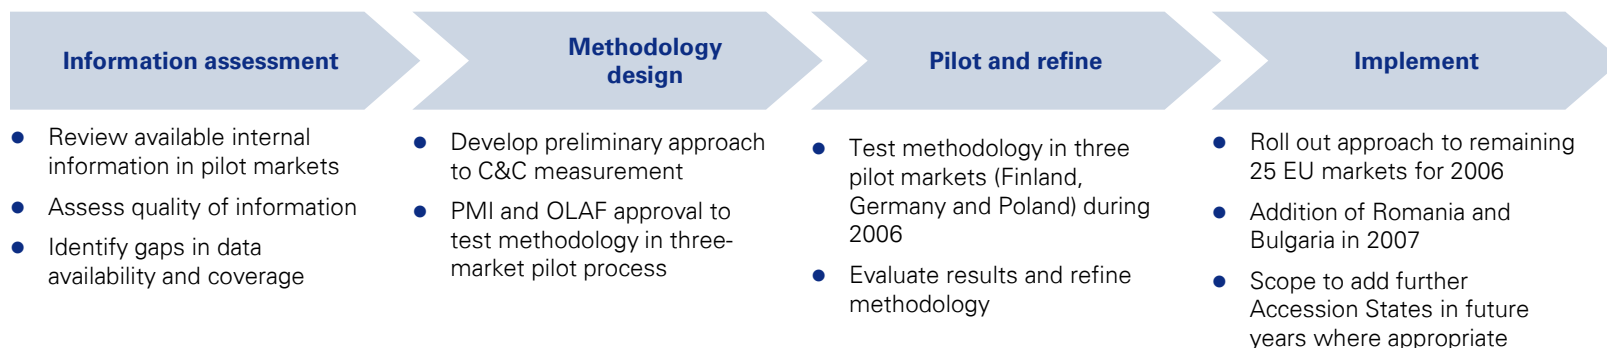 Information assessment
● Review available internal
information in pilot markets
● Assess quality of information
● Identify gaps in data
availability and coverage
Methodology
design
● Develop preliminary approach
to C&C measurement
● PMI and OLAF approval to
test methodology in three-
market pilot process
Pilot and refine
● Test methodology in three
pilot markets (Finland,
Germany and Poland) during
2006
● Evaluate results and refine
methodology
Implement
● Roll out approach to remaining
25 EU markets for 2006
● Addition of Romania and
Bulgaria in 2007
● Scope to add further
Accession States in future
years where appropriate